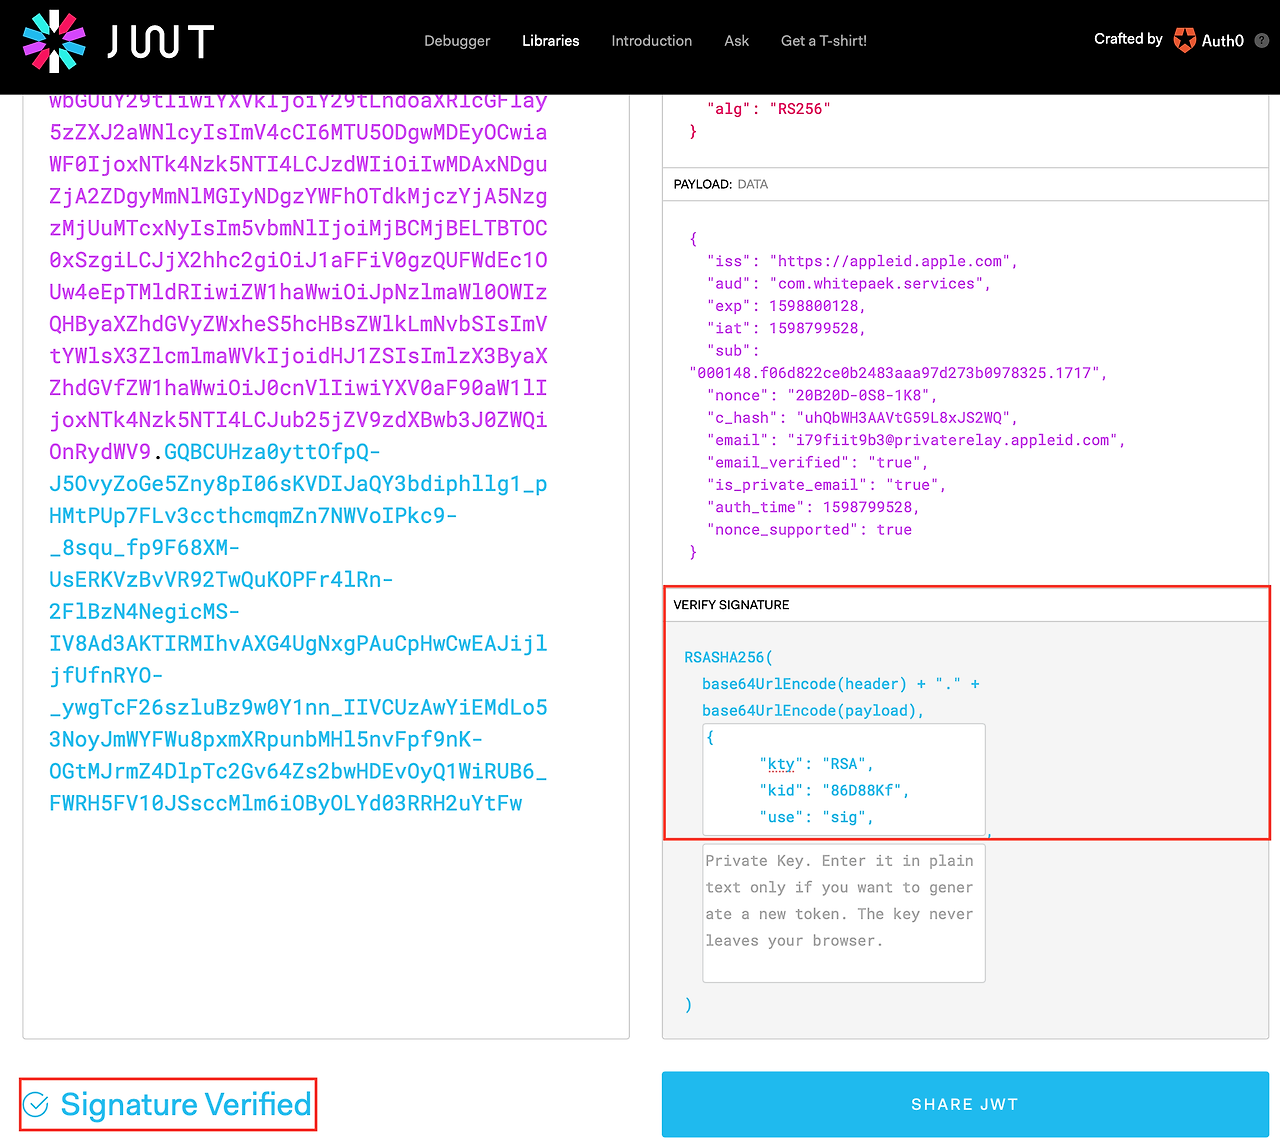 JWT
Debugger
Libraries
Introduction
Ask
Get a T-shirt!
Crafted by
Auth0
?
wbGUuY29tIiwiYXVkIjoiY29tLndoaXRlcGFlay
5zZXJ2aWNlcyIsImV4cCI6MTU5ODgwMDEyOCwia
WF0IjoxNTk4Nzk5NTI4LCJzdWIiOiIwMDAxNDgu
ZjA2ZDgyMmNlMGIyNDgzYWFhOTdkMjczYjA5Nzg
zMjUuMTcxNyIsIm5vbmNlIjoiMjBCMjBELTBTOC
0xSzgiLCJjX2hhc2giOiJ1aFFiV0gzQUFWdEc1O
Uw4eEpTMldRIiwiZW1haWwiOiJpNzlmaWl0OWIz
QHByaXZhdGVyZWxheS5hcHBsZWlkLmNvbSIsImV
tYWlsX3ZlcmlmaWVkIjoidHJ1ZSIsImlzX3ByaX
ZhdGVfZW1haWwiOiJ0cnVlIiwiYXV0aF90aW1lI
joxNTk4Nzk5NTI4LCJub25jZV9zdXBwb3J0ZWQi
OnRydWV9.GQBCUHza0yttOfpQ-
J5OvyZoGe5Zny8pI06sKVDIJaQY3bdiphllg1_p
HMtPUp7FLv3ccthcmqmZn7NWVoIPkc9-
_8squ_fp9F68XM-
UsERKVzBvVR92TwQuKOPFr4lRn-
2FlBzN4NegicMS-
IV8Ad3AKTIRMIhvAXG4UgNxgPAuCpHwCwEAJijl
jfUfnRYO-
_ywgTcF26szluBz9w0Y1nn_IIVCUzAwYiEMdLo5
3NoyJmWYFWu8pxmXRpunbMHl5nvFpf9nK-
OGtMJrmZ4DlpTc2Gv64Zs2bwHDEvOyQ1WiRUB6_
FWRH5FV10JSsccMlm6iOByOLYd03RRH2uYtFw
"alg": "RS256"
}
PAYLOAD: DATA
{
"iss": "https://appleid.apple.com",
"aud": "com.whitepaek.services",
"exp": 1598800128,
"iat": 1598799528,
"sub":
"000148.f06d822ce0b2483aaa97d273b0978325.1717",
"nonce": "20B20D-0S8-1K8",
"c_hash": "uhQbWH3AAVtG59L8xJS2WQ",
"email": "i79fiit9b3@privaterelay.appleid.com",
"email_verified": "true",
"is_private_email": "true",
"auth_time": 1598799528,
"nonce_supported": true
}
VERIFY SIGNATURE
RSASHA256(
base64UrlEncode(header) + "." +
base64UrlEncode(payload),
{
"kty": "RSA",
"kid": "86D88Kf",
"use": "sig",
,
Private Key. Enter it in plain
text only if you want to gener
ate a new token. The key never
leaves your browser.
)
Signature Verified
SHARE JWT